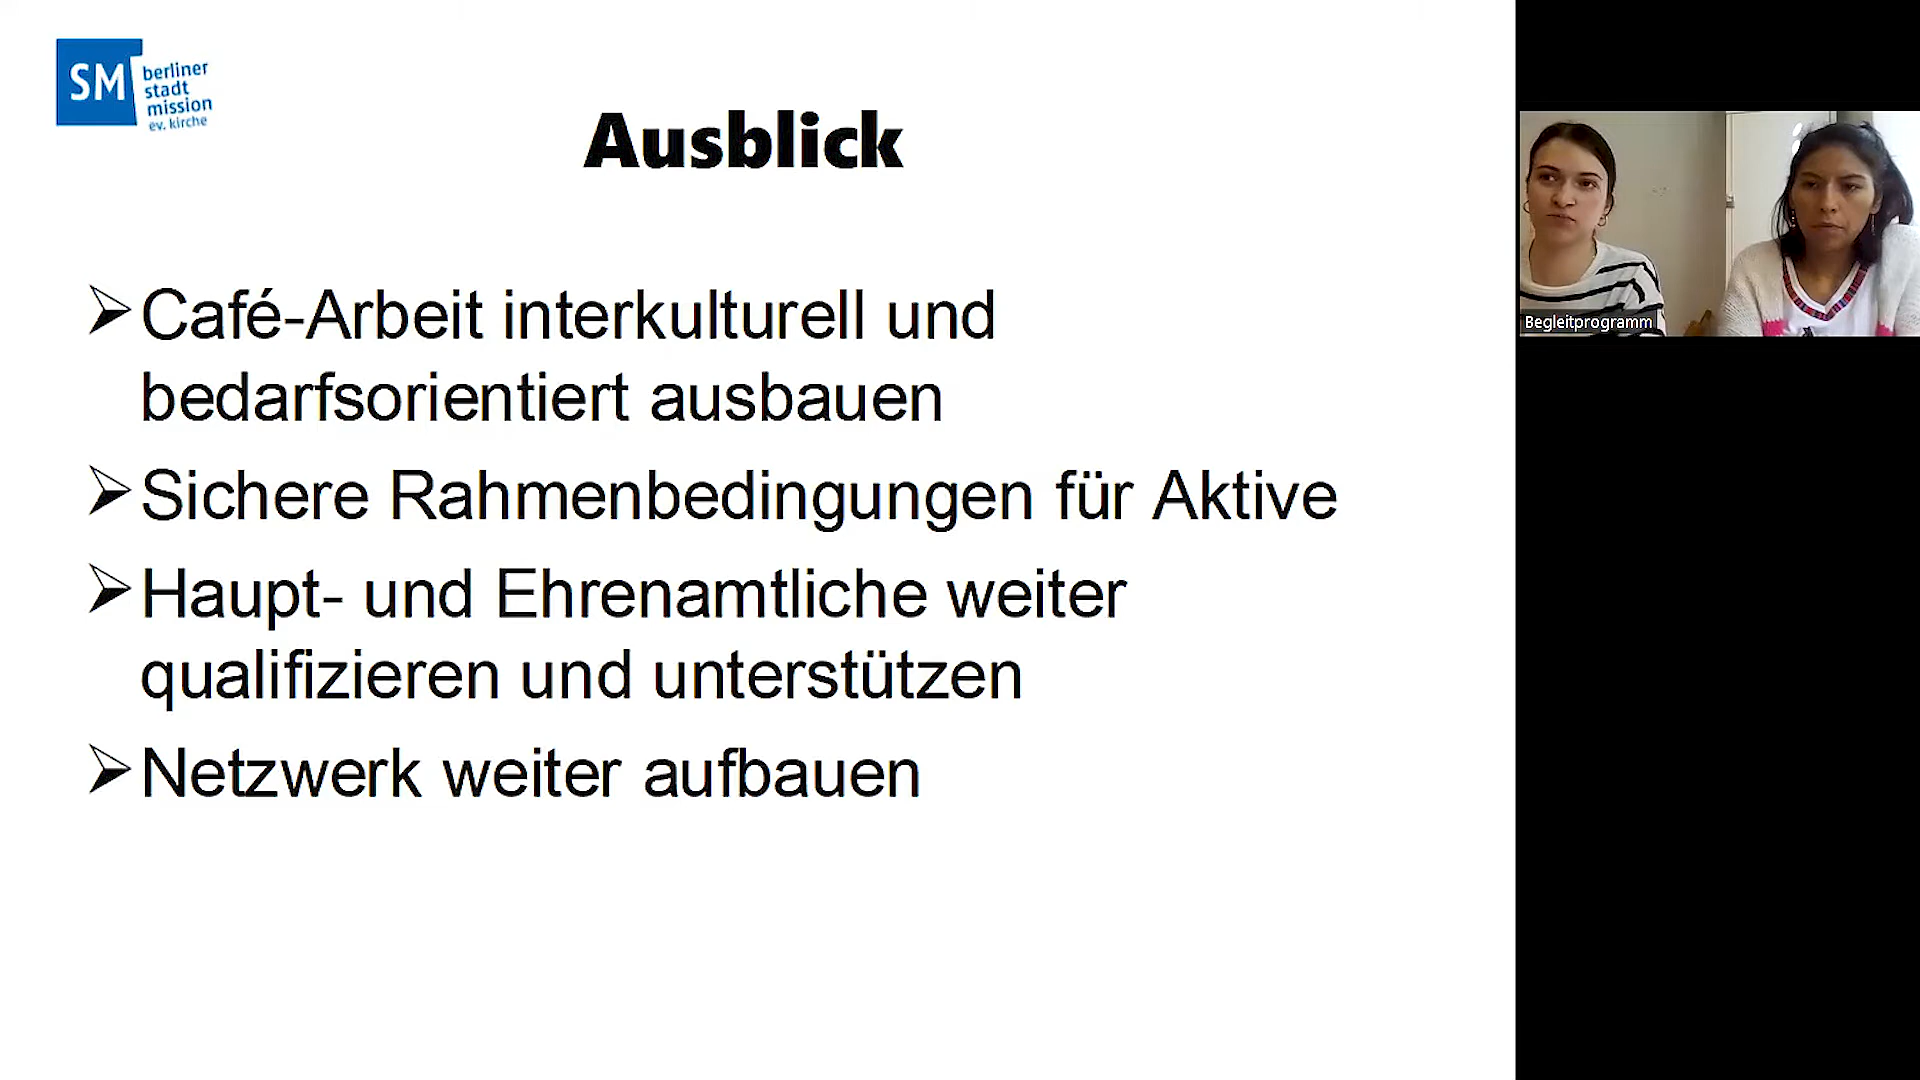 SM
berliner
stadt
mission
ev. kirche
Ausblick
Café-Arbeit interkulturell und
bedarfsorientiert ausbauen
Sichere Rahmenbedingungen für Aktive
Haupt- und Ehrenamtliche weiter
qualifizieren und unterstützen
Netzwerk weiter aufbauen
Begleitprogramm